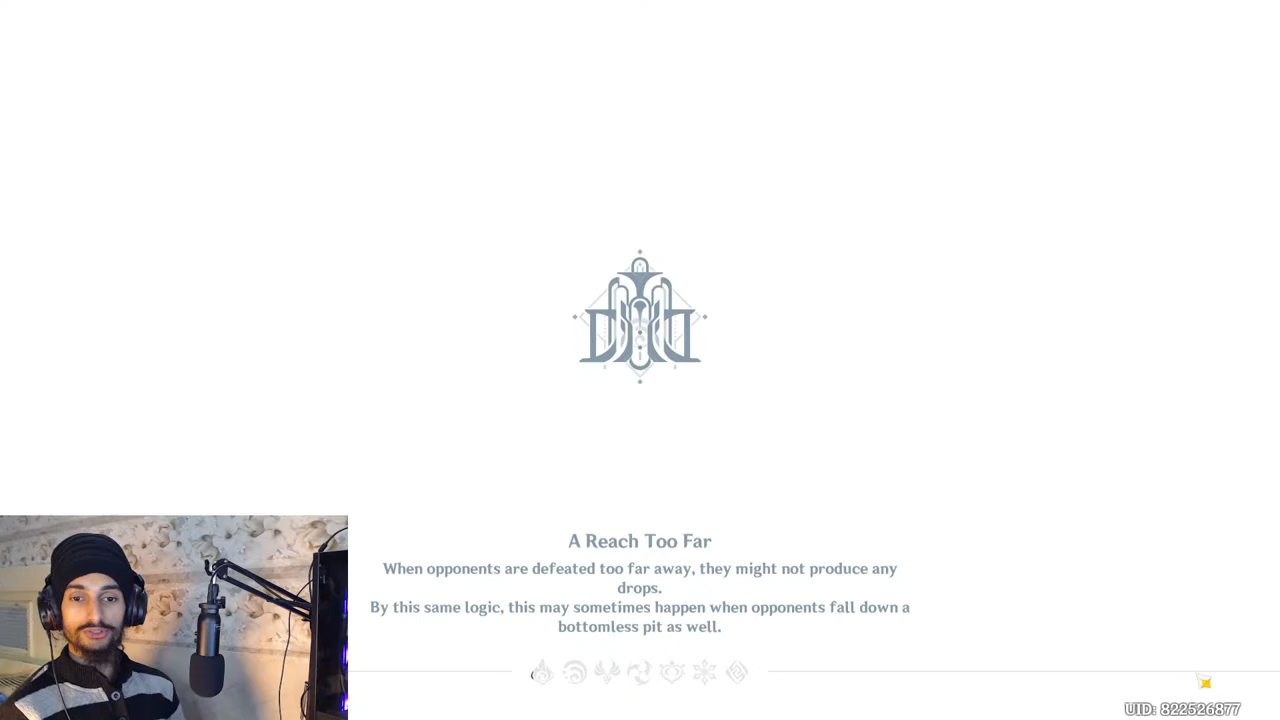 A Reach Too Far
When opponents are defeated too far away, they might not produce any
drops.
By this same logic, this may sometimes happen when opponents fall down a
bottomless pit as well.
UID: 822526877